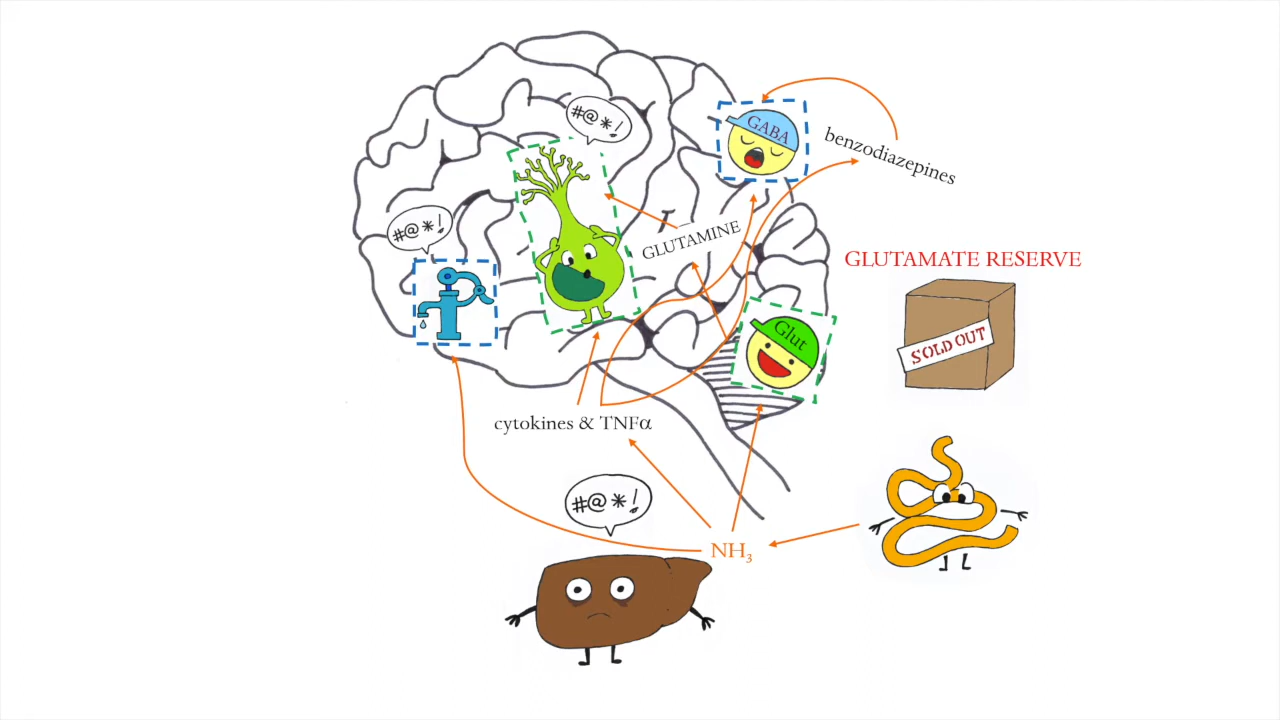 #@*!
GABA
benzodiazepines
#@*!
GLUTAMINE
GLUTAMATE RESERVE
Glut
SOLD OUT
cytokines & TNFα
#@*!
NH₃